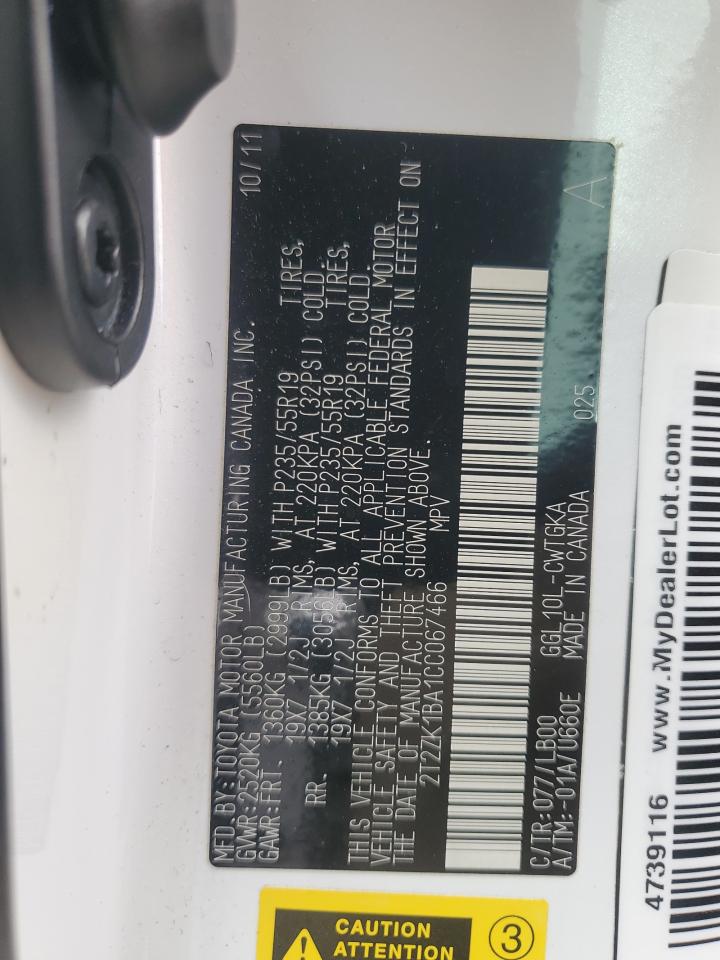 MFD.BY:TOYOTA MOTOR MANUFACTURING CANADA INC. 10/11
GVWR:2520KG (5560LB)
GAWR:FRT. 1360KG (2999LB) WITH P235/55R19 TIRES,
19X7 1/2J RIMS, AT 220KPA (32PSI) COLD
RR. 1385KG (3056LB) WITH P235/55R19 TIRES,
19X7 1/2J RIMS, AT 220KPA (32PSI) COLD.
THIS VEHICLE CONFORMS TO ALL APPLICABLE FEDERAL MOTOR
VEHICLE SAFETY AND THEFT PREVENTION STANDARDS IN EFFECT ON
THE DATE OF MANUFACTURE SHOWN ABOVE.
2T2ZK1BA1CC067466 MPV
C/TR:077/LB00 GGL10L-CWTGKA 025 A
A/TM:-01A/U660E MADE IN CANADA
4739116 www.MyDealerLot.com
CAUTION
ATTENTION
3